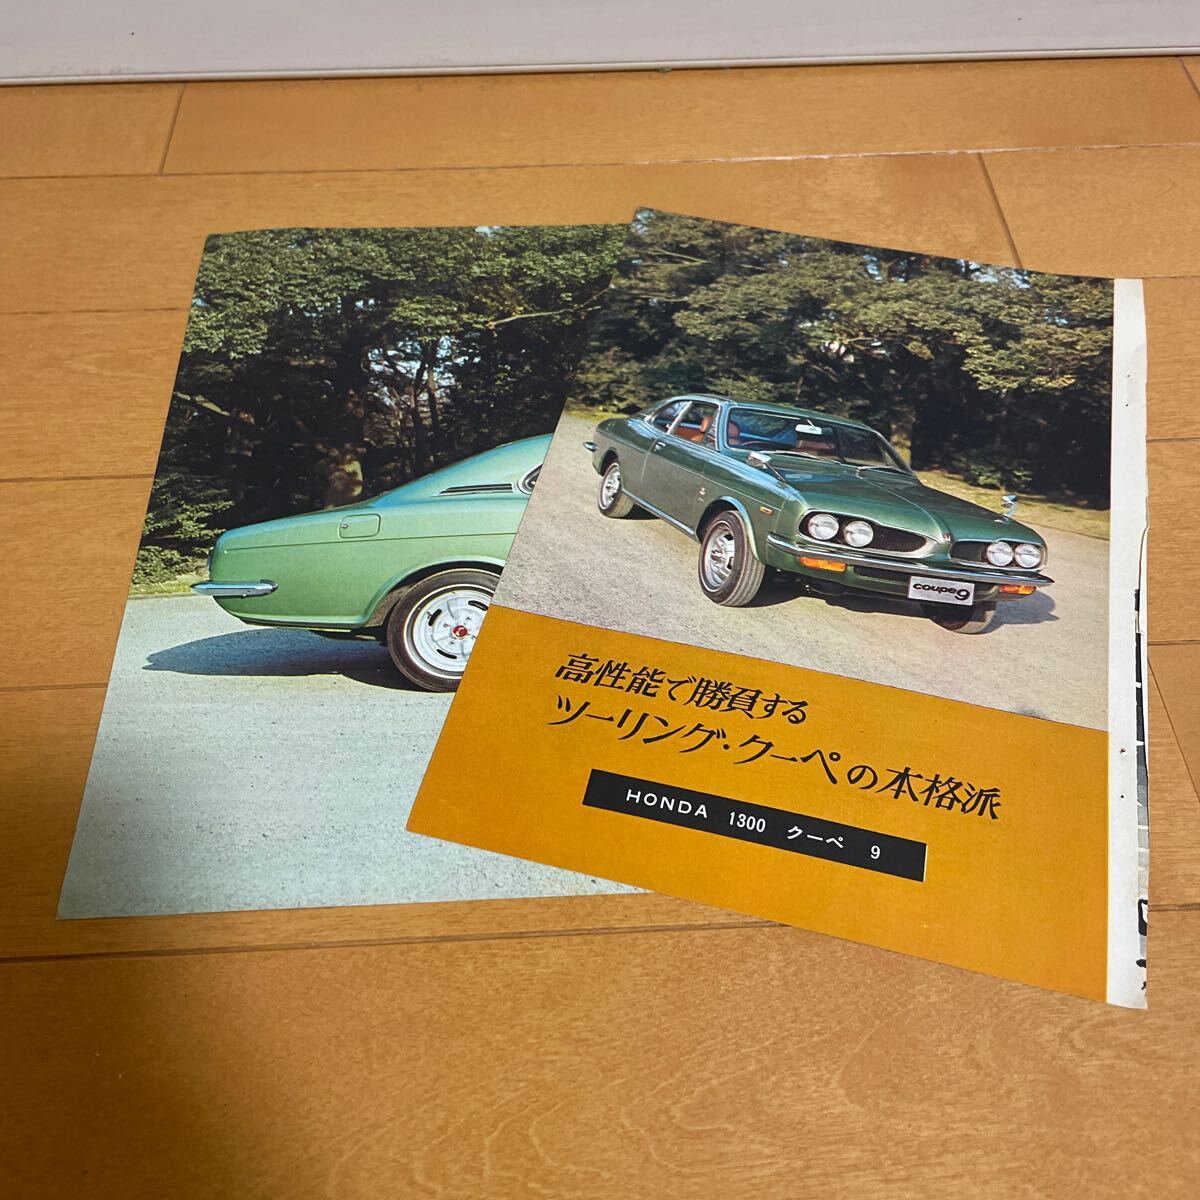 coupe9
高性能で勝負する
ツーリング・クーペの本格派
HONDA 1300 クーペ 9